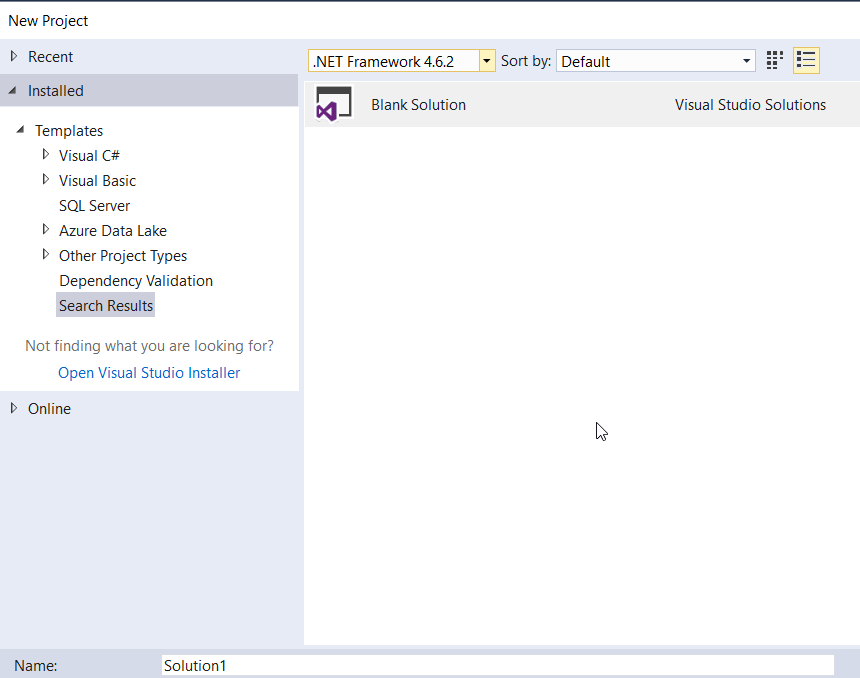 New Project
Recent
Installed
Templates
Visual C#
Visual Basic
SQL Server
Azure Data Lake
Other Project Types
Dependency Validation
Search Results
Not finding what you are looking for?
Open Visual Studio Installer
Online
.NET Framework 4.6.2 Sort by: Default
Blank Solution Visual Studio Solutions
Name: Solution1